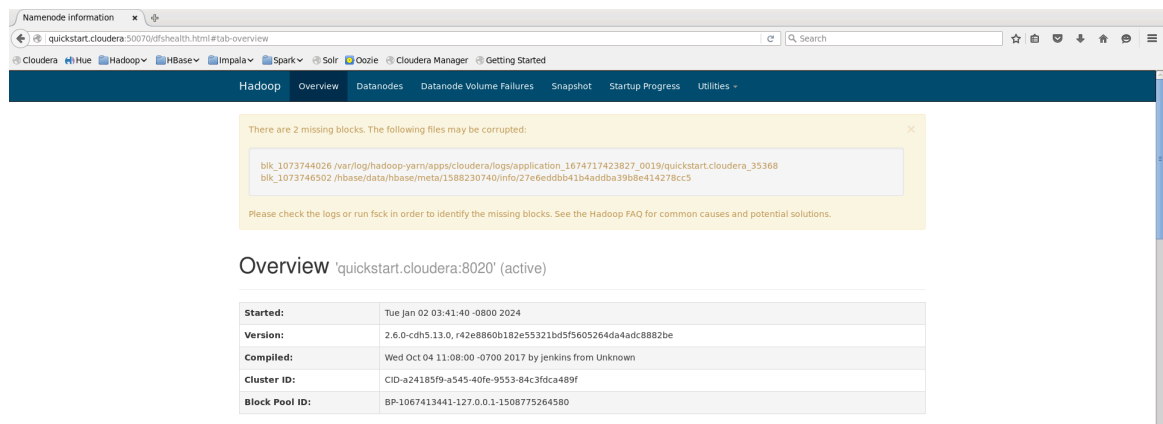 Namenode information
quickstart.cloudera:50070/dfshealth.html#tab-overview
Search
Cloudera Hue Hadoop HBase Impala Spark Solr Oozie Cloudera Manager Getting Started
Hadoop Overview Datanodes Datanode Volume Failures Snapshot Startup Progress Utilities
There are 2 missing blocks. The following files may be corrupted:
blk_1073744026 /var/log/hadoop-yarn/apps/cloudera/logs/application_1674717423827_0019/quickstart.cloudera_35368
blk_1073746502 /hbase/data/hbase/meta/1588230740/info/27e6eddbb41b4addba39b8e414278cc5
Please check the logs or run fsck in order to identify the missing blocks. See the Hadoop FAQ for common causes and potential solutions.
Overview 'quickstart.cloudera:8020' (active)
Started: Tue Jan 02 03:41:40 -0800 2024
Version: 2.6.0-cdh5.13.0, r42e8860b182e55321bd5f5605264da4adc8882be
Compiled: Wed Oct 04 11:08:00 -0700 2017 by jenkins from Unknown
Cluster ID: CID-a24185f9-a545-40fe-9553-84c3fdca489f
Block Pool ID: BP-1067413441-127.0.0.1-1508775264580